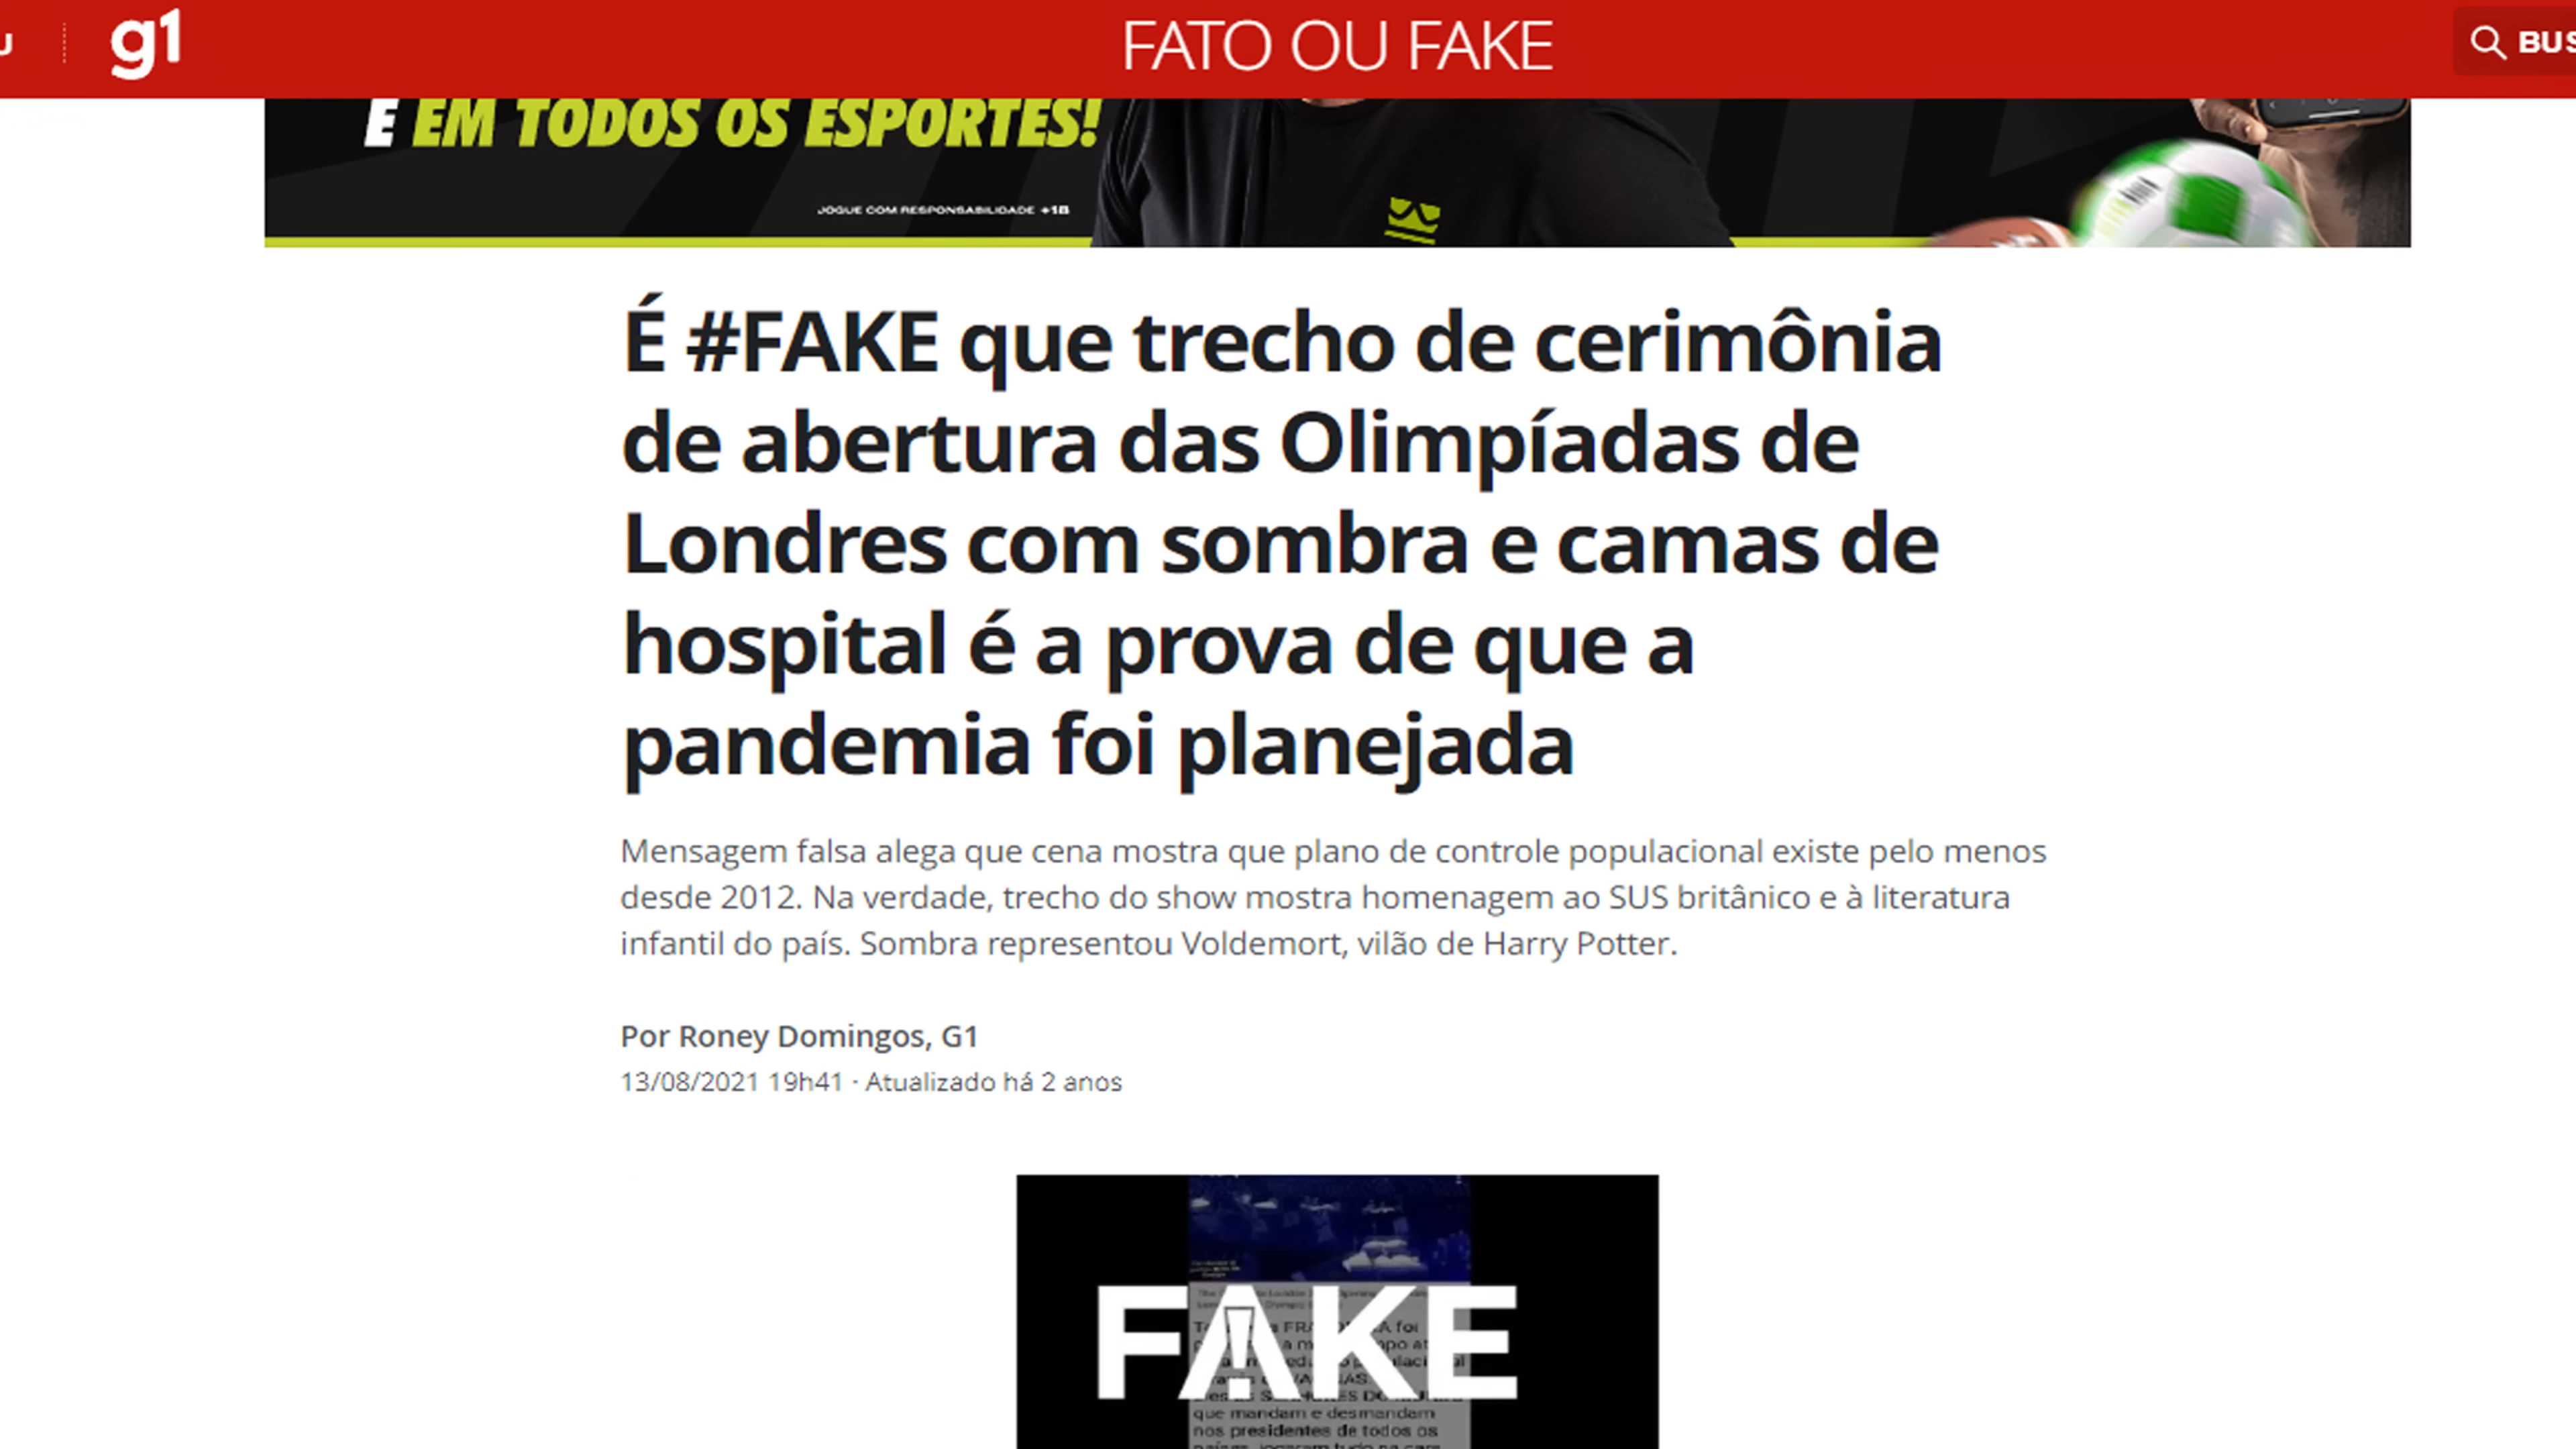 U
g1
FATO OU FAKE
BUS
E EM TODOS OS ESPORTES!
JOGUE COM RESPONSABILIDADE +18
É #FAKE que trecho de cerimônia
de abertura das Olimpíadas de
Londres com sombra e camas de
hospital é a prova de que a
pandemia foi planejada
Mensagem falsa alega que cena mostra que plano de controle populacional existe pelo menos
desde 2012. Na verdade, trecho do show mostra homenagem ao SUS britânico e à literatura
infantil do país. Sombra representou Voldemort, vilão de Harry Potter.
Por Roney Domingos, G1
13/08/2021 19h41 · Atualizado há 2 anos
FAKE
que mandam e desmandam
nos presidentes de todos os